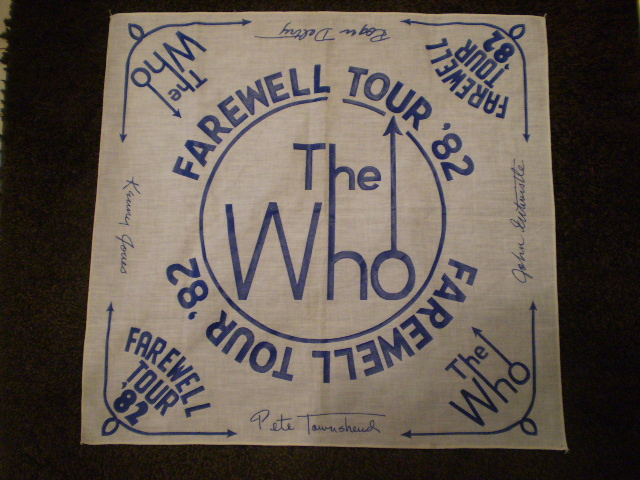 Roger Daltrey
The
Who
FAREWELL
TOUR
'82
FAREWELL TOUR '82
The
Who
Kenny Jones
John Entwistle
FAREWELL TOUR '82
FAREWELL
TOUR
'82
The
Who
Pete Townshend